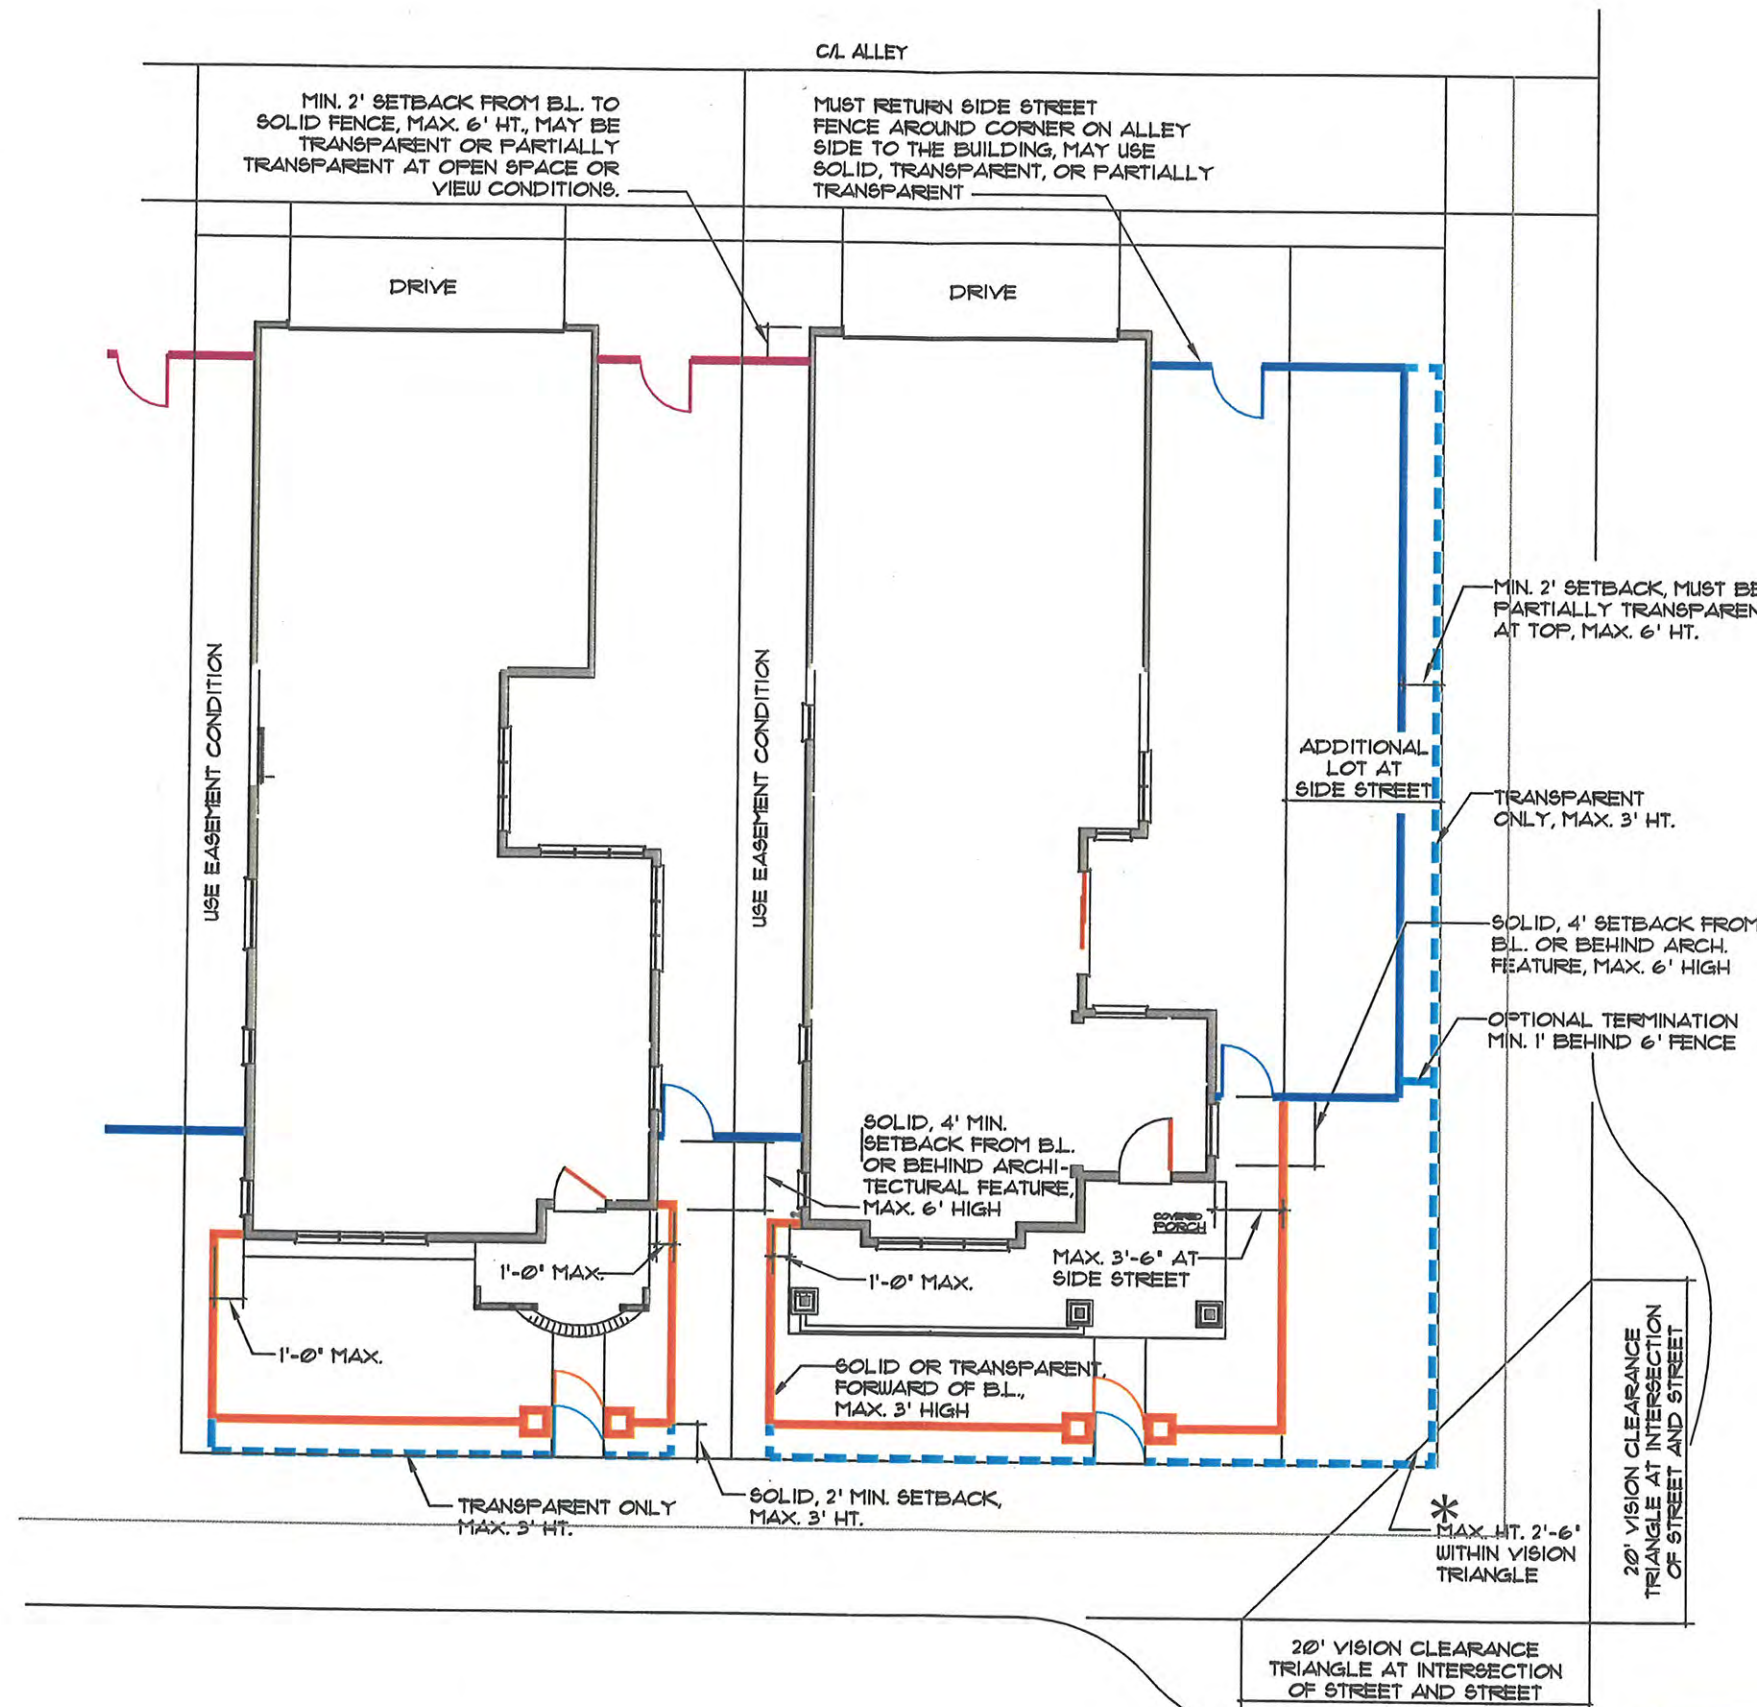 C/L ALLEY
MIN. 2' SETBACK FROM B.L. TO
SOLID FENCE, MAX. 6' HT., MAY BE
TRANSPARENT OR PARTIALLY
TRANSPARENT AT OPEN SPACE OR
VIEW CONDITIONS.
MUST RETURN SIDE STREET
FENCE AROUND CORNER ON ALLEY
SIDE TO THE BUILDING, MAY USE
SOLID, TRANSPARENT, OR PARTIALLY
TRANSPARENT
DRIVE
DRIVE
MIN. 2' SETBACK, MUST BE
PARTIALLY TRANSPAREN
AT TOP, MAX. 6' HT.
USE EASEMENT CONDITION
USE EASEMENT CONDITION
ADDITIONAL
LOT AT
SIDE STREET
TRANSPARENT
ONLY, MAX. 3' HT.
SOLID, 4' SETBACK FROM
B.L. OR BEHIND ARCH.
FEATURE, MAX. 6' HIGH
OPTIONAL TERMINATION
MIN. 1' BEHIND 6' FENCE
SOLID, 4' MIN.
SETBACK FROM B.L.
OR BEHIND ARCHI-
TECTURAL FEATURE,
MAX. 6' HIGH
COVERED
PORCH
MAX. 3'-6" AT
SIDE STREET
1'-0" MAX.
1'-0" MAX.
1'-0" MAX.
SOLID OR TRANSPARENT,
FORWARD OF B.L.,
MAX. 3' HIGH
TRANSPARENT ONLY
MAX. 3' HT.
SOLID, 2' MIN. SETBACK,
MAX. 3' HT.
*
MAX. HT. 2'-6"
WITHIN VISION
TRIANGLE
20' VISION CLEARANCE
TRIANGLE AT INTERSECTION
OF STREET AND STREET
20' VISION CLEARANCE
TRIANGLE AT INTERSECTION
OF STREET AND STREET